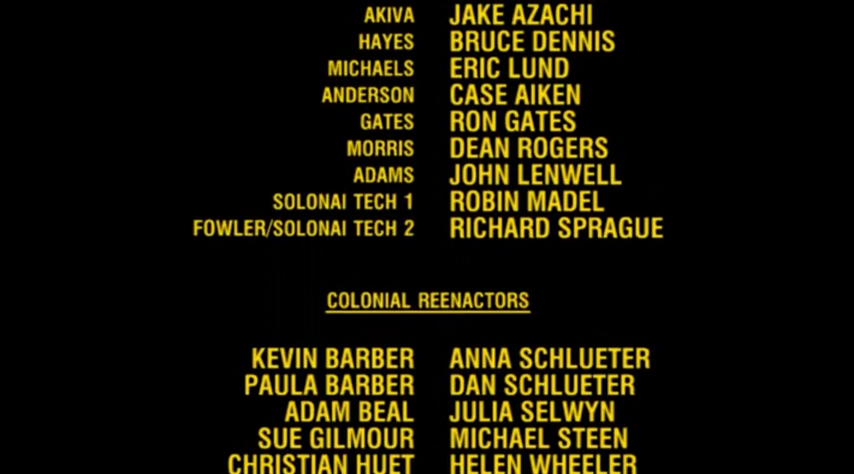 AKIVA JAKE AZACHI
HAYES BRUCE DENNIS
MICHAELS ERIC LUND
ANDERSON CASE AIKEN
GATES RON GATES
MORRIS DEAN ROGERS
ADAMS JOHN LENWELL
SOLONAI TECH 1 ROBIN MADEL
FOWLER/SOLONAI TECH 2 RICHARD SPRAGUE
COLONIAL REENACTORS
KEVIN BARBER ANNA SCHLUETER
PAULA BARBER DAN SCHLUETER
ADAM BEAL JULIA SELWYN
SUE GILMOUR MICHAEL STEEN
CHRISTIAN HUET HELEN WHEELER